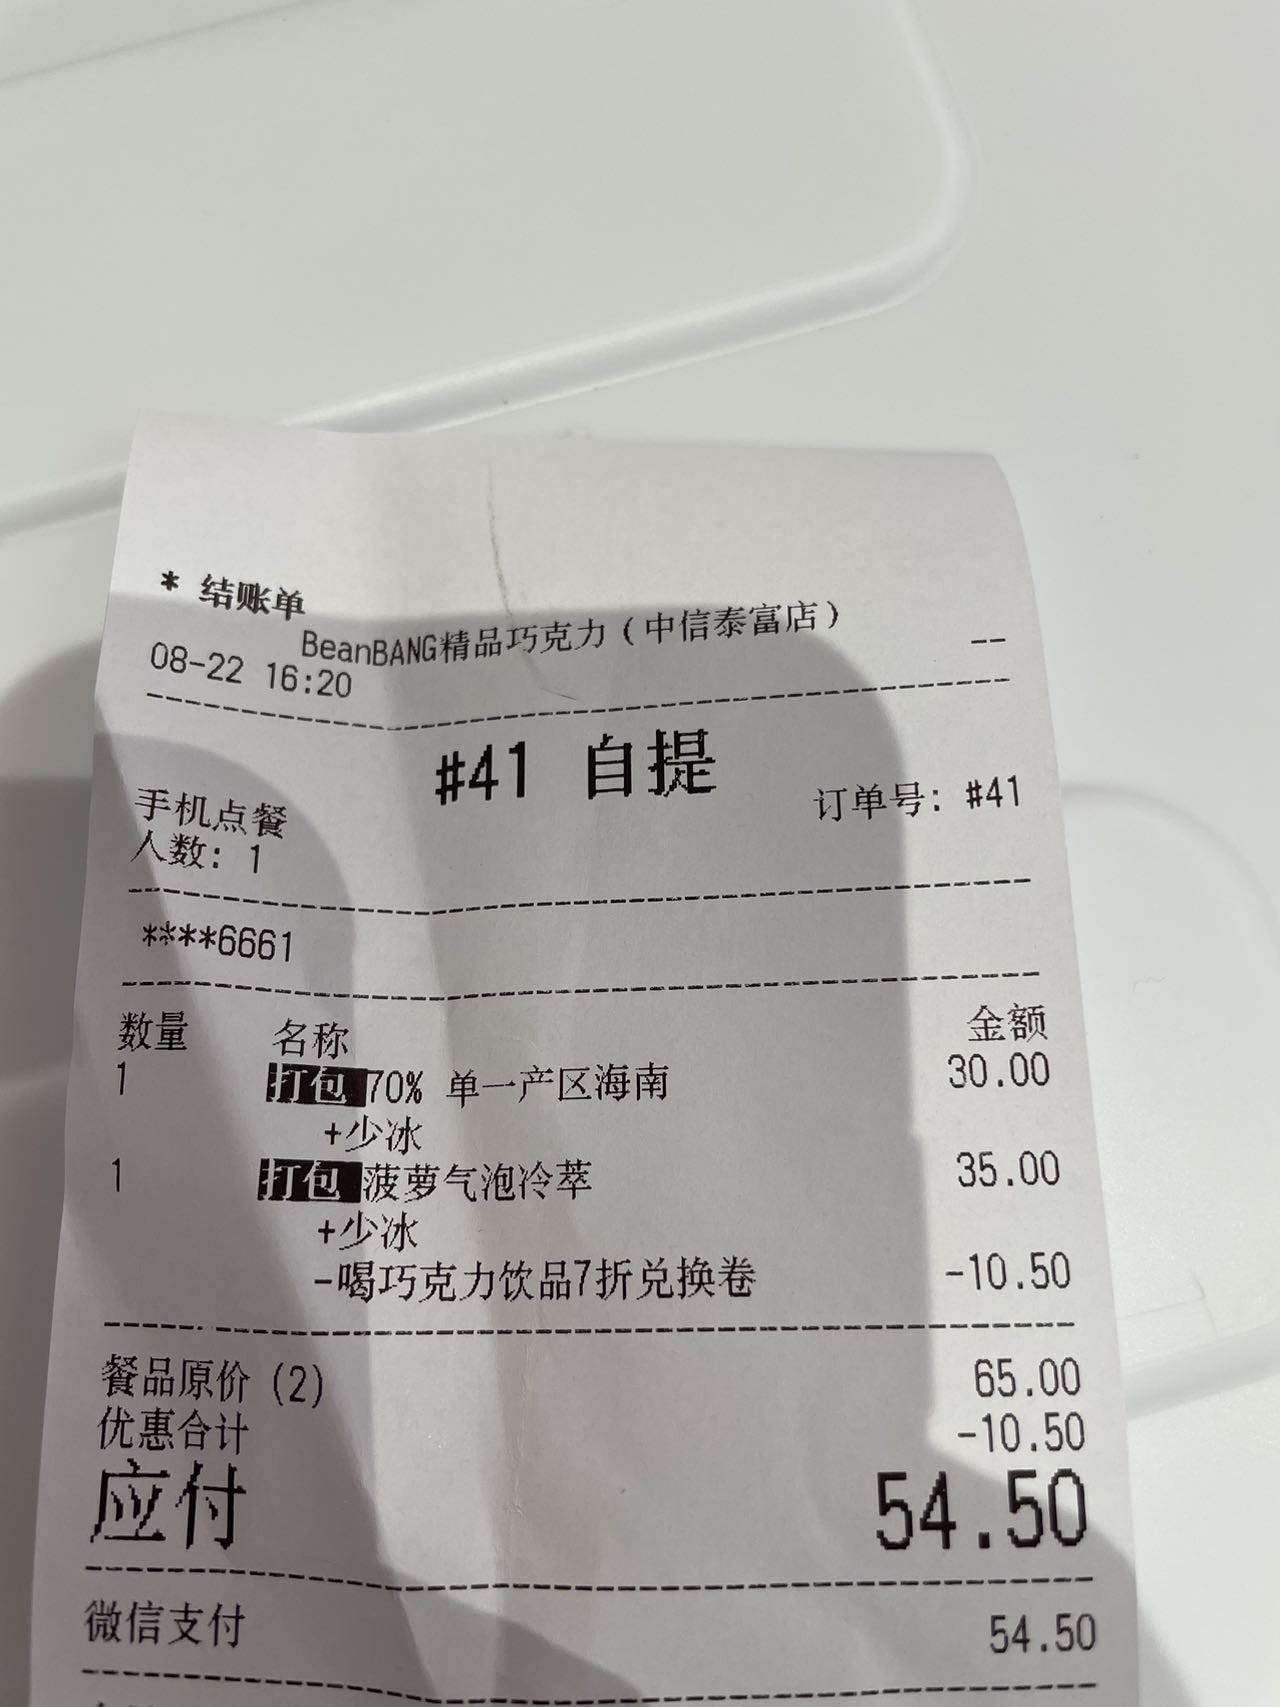 * 结账单
BeanBANG精品巧克力（中信泰富店）
08-22 16:20 --
#41 自提
手机点餐 订单号: #41
人数: 1
****6661
数量 名称 金额
1 打包 70% 单一产区海南 30.00
+少冰
1 打包 菠萝气泡冷萃 35.00
+少冰
-喝巧克力饮品7折兑换卷 -10.50
餐品原价 (2) 65.00
优惠合计 -10.50
应付 54.50
微信支付 54.50